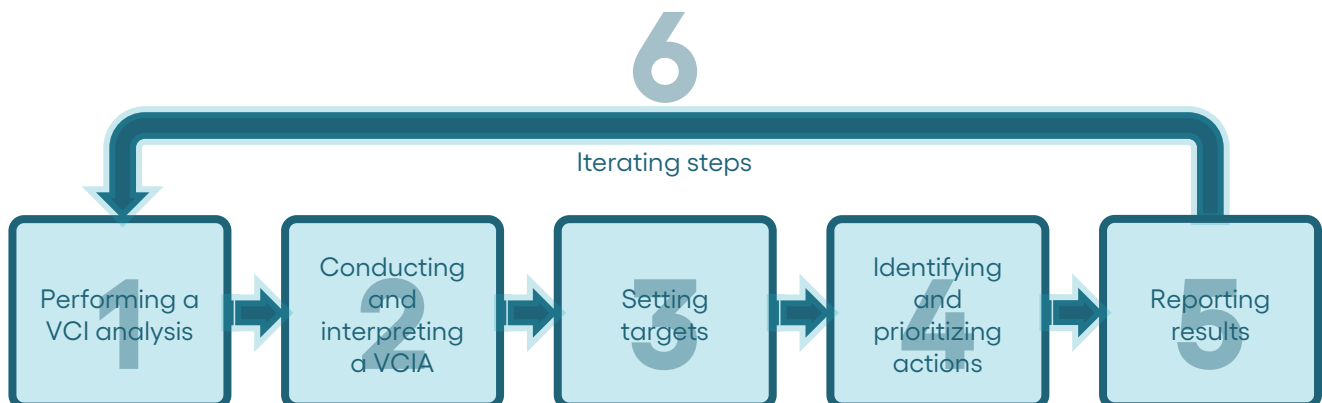 6
Iterating steps
1
Performing a
VCI analysis
2
Conducting
and
interpreting
a VCIA
3
Setting
targets
4
Identifying
and
prioritizing
actions
5
Reporting
results